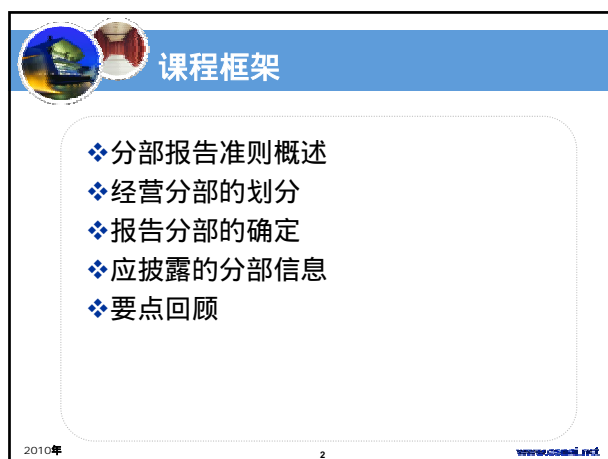 课程框架
❖分部报告准则概述
❖经营分部的划分
❖报告分部的确定
❖应披露的分部信息
❖要点回顾
2010年
2